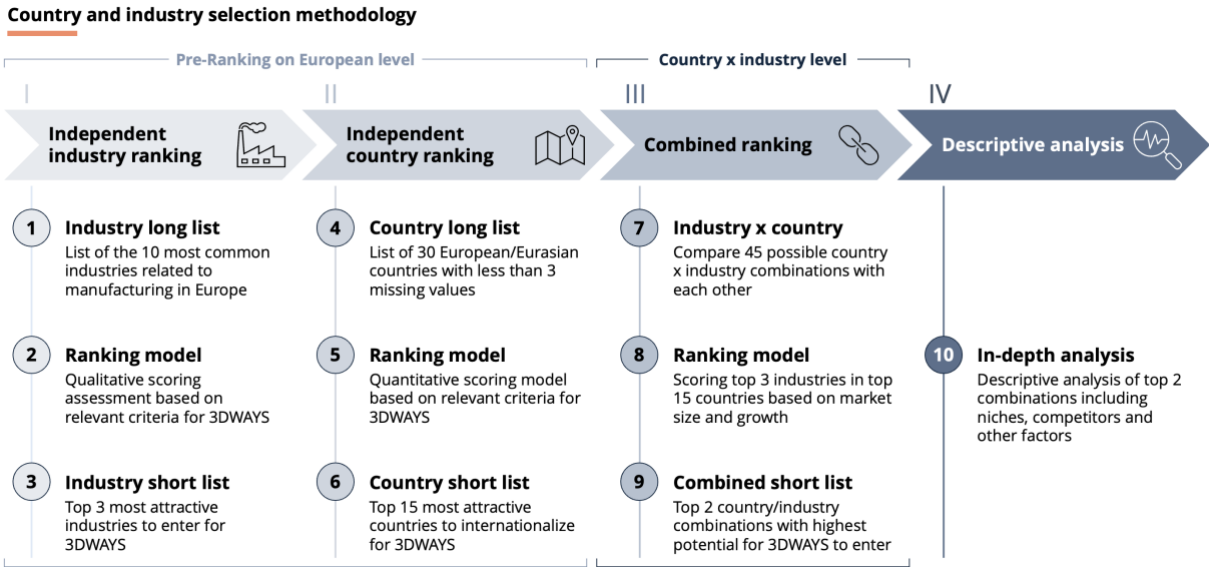 Country and industry selection methodology
Pre-Ranking on European level
Country x industry level
I
II
III
IV
Independent
industry ranking
Independent
country ranking
Combined ranking
Descriptive analysis
1
Industry long list
List of the 10 most common
industries related to
manufacturing in Europe
2
Ranking model
Qualitative scoring
assessment based on
relevant criteria for 3DWAYS
3
Industry short list
Top 3 most attractive
industries to enter for
3DWAYS
4
Country long list
List of 30 European/Eurasian
countries with less than 3
missing values
5
Ranking model
Quantitative scoring model
based on relevant criteria for
3DWAYS
6
Country short list
Top 15 most attractive
countries to internationalize
for 3DWAYS
7
Industry x country
Compare 45 possible country
x industry combinations with
each other
8
Ranking model
Scoring top 3 industries in top
15 countries based on market
size and growth
9
Combined short list
Top 2 country/industry
combinations with highest
potential for 3DWAYS to enter
10
In-depth analysis
Descriptive analysis of top 2
combinations including
niches, competitors and
other factors